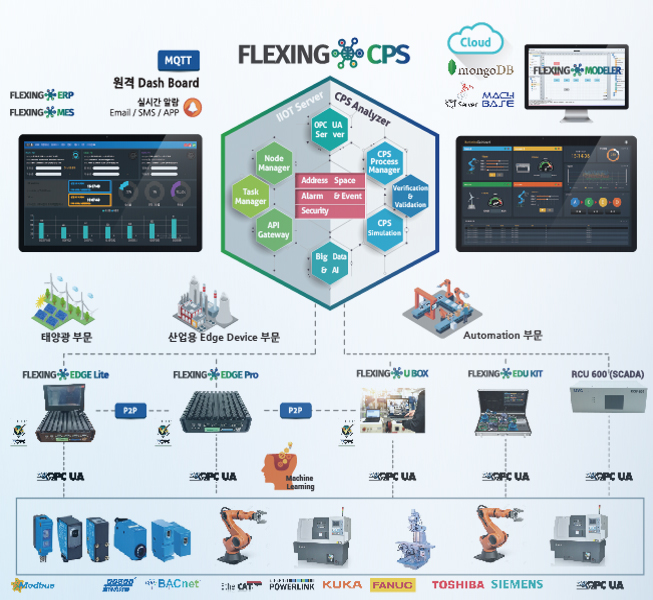 FLEXING CPS
MQTT
원격 Dash Board
실시간 알람
Email / SMS / APP
FLEXING ERP
FLEXING MES
Cloud
mongoDB
IoT Server
MACH
BASE
FLEXING MODELER
IIOT Server
CPS Analyzer
OPC UA
Server
Node
Manager
CPS
Process
Manager
Task
Manager
Address Space
Alarm & Event
Security
Verification
&
Validation
API
Gateway
CPS
Simulation
Big Data
& AI
태양광 부문
산업용 Edge Device 부문
Automation 부문
FLEXING EDGE Lite
FLEXING EDGE Pro
FLEXING U BOX
FLEXING EDU KIT
RCU 600 (SCADA)
P2P
P2P
OPC UA
OPC UA
Machine
Learning
OPC UA
OPC UA
OPC UA
Modbus
BACnet
EtherCAT
POWERLINK
KUKA
FANUC
TOSHIBA
SIEMENS
OPC UA